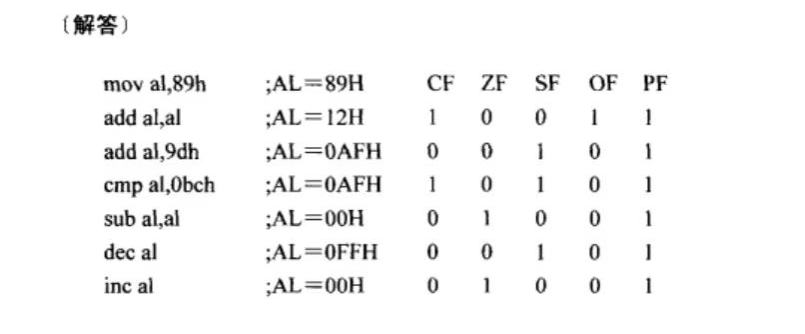 〔解答〕
mov al,89h ;AL=89H CF ZF SF OF PF
add al,al ;AL=12H 1 0 0 1 1
add al,9dh ;AL=0AFH 0 0 1 0 1
cmp al,0bch ;AL=0AFH 1 0 1 0 1
sub al,al ;AL=00H 0 1 0 0 1
dec al ;AL=0FFH 0 0 1 0 1
inc al ;AL=00H 0 1 0 0 1